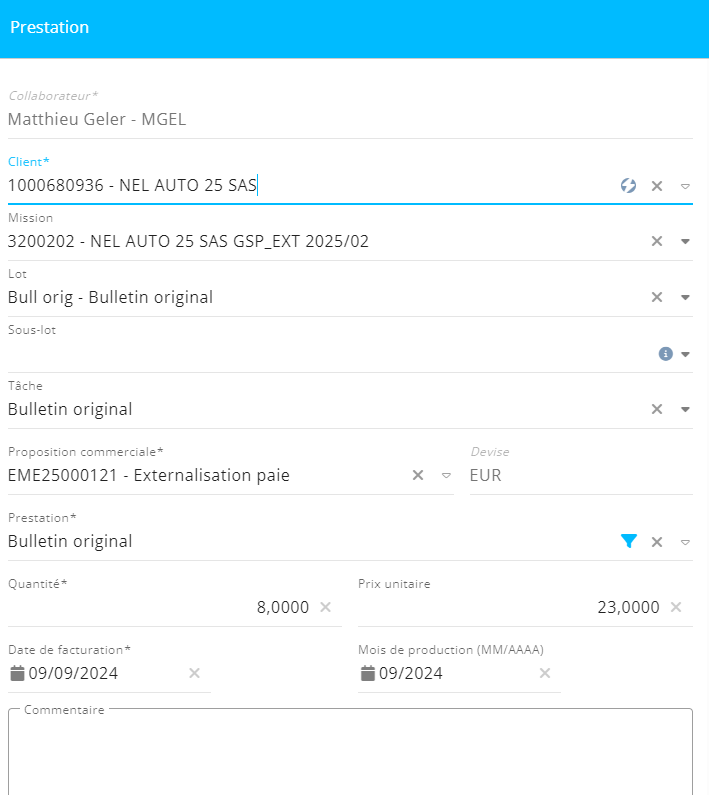 Prestation
Collaborateur*
Matthieu Geler - MGEL
Client*
1000680936 - NEL AUTO 25 SAS
Mission
3200202 - NEL AUTO 25 SAS GSP_EXT 2025/02
Lot
Bull orig - Bulletin original
Sous-lot
Tâche
Bulletin original
Proposition commerciale* Devise
EME25000121 - Externalisation paie EUR
Prestation*
Bulletin original
Quantité* Prix unitaire
8,0000 23,0000
Date de facturation* Mois de production (MM/AAAA)
09/09/2024 09/2024
Commentaire